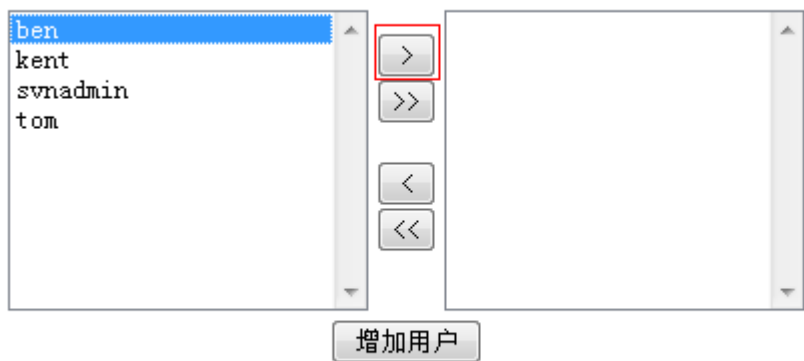 ben
kent
svnadmin
tom
>
>>
<
<<
增加用户